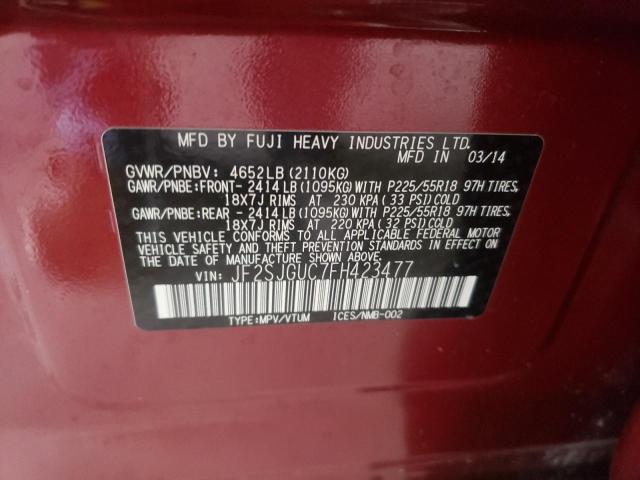 MFD BY FUJI HEAVY INDUSTRIES LTD.
MFD IN 03/14
GVWR/PNBV: 4652LB (2110KG)
GAWR/PNBE:FRONT- 2414LB (1095KG) WITH P225/55R18 97H TIRES,
18X7J RIMS AT 230 KPA (33 PSI) COLD
GAWR/PNBE:REAR - 2414LB (1095KG) WITH P225/55R18 97H TIRES,
18X7J RIMS AT 220 KPA (32 PSI) COLD
THIS VEHICLE CONFORMS TO ALL APPLICABLE FEDERAL MOTOR
VEHICLE SAFETY AND THEFT PREVENTION STANDARDS IN EFFECT ON
THE DATE OF MANUFACTURE SHOWN ABOVE.
VIN: JF2SJGUC7FH423477
TYPE:MPV/VTUM ICES/NMB-002